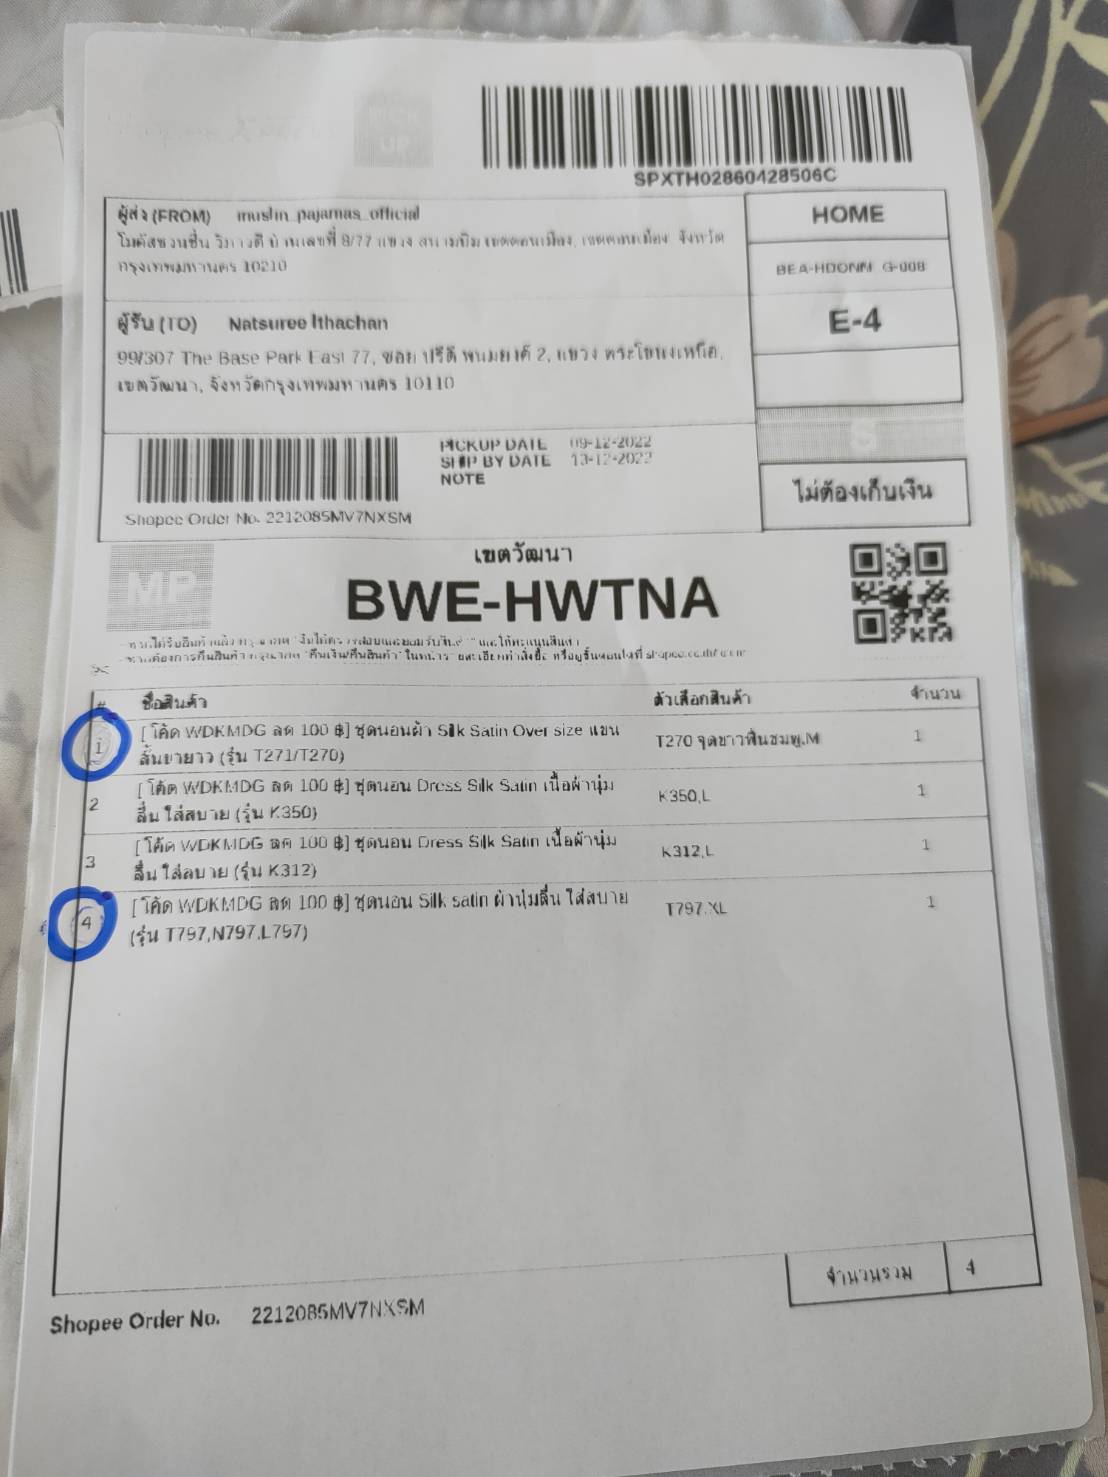 PICK
UP
SPXTH02860428506C
ผู้ส่ง (FROM) muslin_pajamas_official
โมดัสชวนชื่น วิภาวดี บ้านเลขที่ 8/77 แขวง สนามบิน เขตดอนเมือง, เขตดอนเมือง, จังหวัด
กรุงเทพมหานคร 10210
HOME
BEA-HDONM G-008
E-4
ผู้รับ (TO) Natsuree Ithachan
99/307 The Base Park East 77, ซอย ปรีดี พนมยงค์ 2, แขวง พระโขนงเหนือ,
เขตวัฒนา, จังหวัดกรุงเทพมหานคร 10110
S
ไม่ต้องเก็บเงิน
PICKUP DATE 09-12-2022
SHIP BY DATE 13-12-2022
NOTE
Shopee Order No. 2212085MV7NXSM
MP
เขตวัฒนา
BWE-HWTNA
# ชื่อสินค้า ตัวเลือกสินค้า จำนวน
1 [ โค้ด WDKMDG ลด 100 ฿] ชุดนอนผ้า Silk Satin Over size แขน T270 จุดขาวพื้นชมพู,M 1
สั้นขายาว (รุ่น T271/T270)
2 [ โค้ด WDKMDG ลด 100 ฿] ชุดนอน Dress Silk Satin เนื้อผ้านุ่ม K350,L 1
ลื่น ใส่สบาย (รุ่น K350)
3 [ โค้ด WDKMDG ลด 100 ฿] ชุดนอน Dress Silk Satin เนื้อผ้านุ่ม K312,L 1
ลื่น ใส่สบาย (รุ่น K312)
4 [ โค้ด WDKMDG ลด 100 ฿] ชุดนอน Silk satin ผ้านุ่มลื่น ใส่สบาย T797,XL 1
(รุ่น T797,N797,L797)
จำนวนรวม 4
Shopee Order No. 2212085MV7NXSM